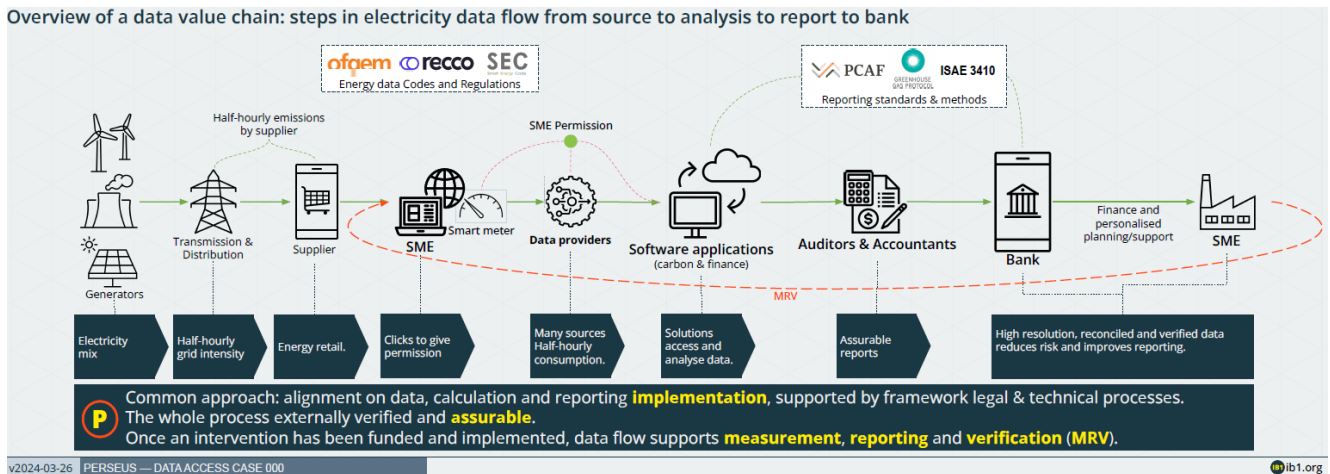 Overview of a data value chain: steps in electricity data flow from source to analysis to report to bank
ofgem recco SEC
Smart Energy Code
Energy data Codes and Regulations
PCAF
GREENHOUSE
GAS PROTOCOL
ISAE 3410
Reporting standards & methods
Half-hourly emissions
by supplier
SME Permission
Generators
Transmission &
Distribution
Supplier
SME
Smart meter
Data providers
Software applications
(carbon & finance)
Auditors & Accountants
Bank
Finance and
personalised
planning/support
SME
MRV
Electricity
mix
Half-hourly
grid intensity
Energy retail.
Clicks to give
permission
Many sources
Half-hourly
consumption.
Solutions
access and
analyse data.
Assurable
reports
High resolution, reconciled and verified data
reduces risk and improves reporting.
P
Common approach: alignment on data, calculation and reporting implementation, supported by framework legal & technical processes.
The whole process externally verified and assurable.
Once an intervention has been funded and implemented, data flow supports measurement, reporting and verification (MRV).
v2024-03-26 PERSEUS — DATA ACCESS CASE 000
IB1 ib1.org